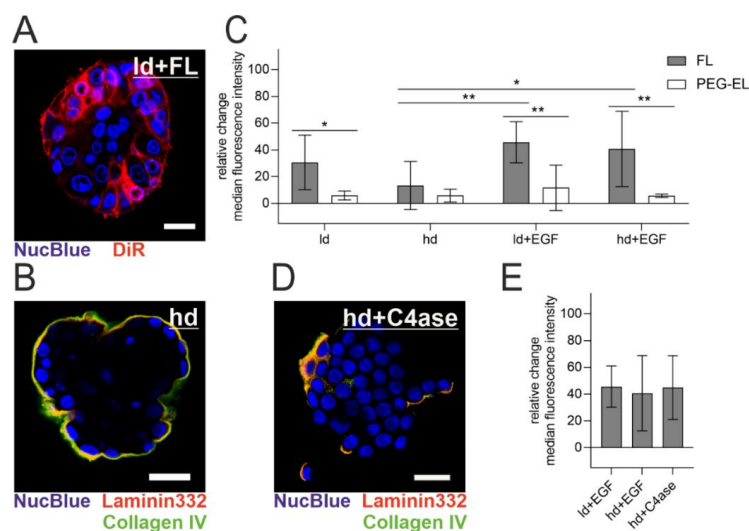 A
ld+FL
NucBlue DiR
C
relative change
median fluorescence intensity
100
80
60
40
20
0
*
**
*
**
**
FL
PEG-EL
ld
hd
ld+EGF
hd+EGF
B
hd
NucBlue Laminin332
Collagen IV
D
hd+C4ase
NucBlue Laminin332
Collagen IV
E
relative change
median fluorescence intensity
100
80
60
40
20
0
ld+EGF
hd+EGF
hd+C4ase